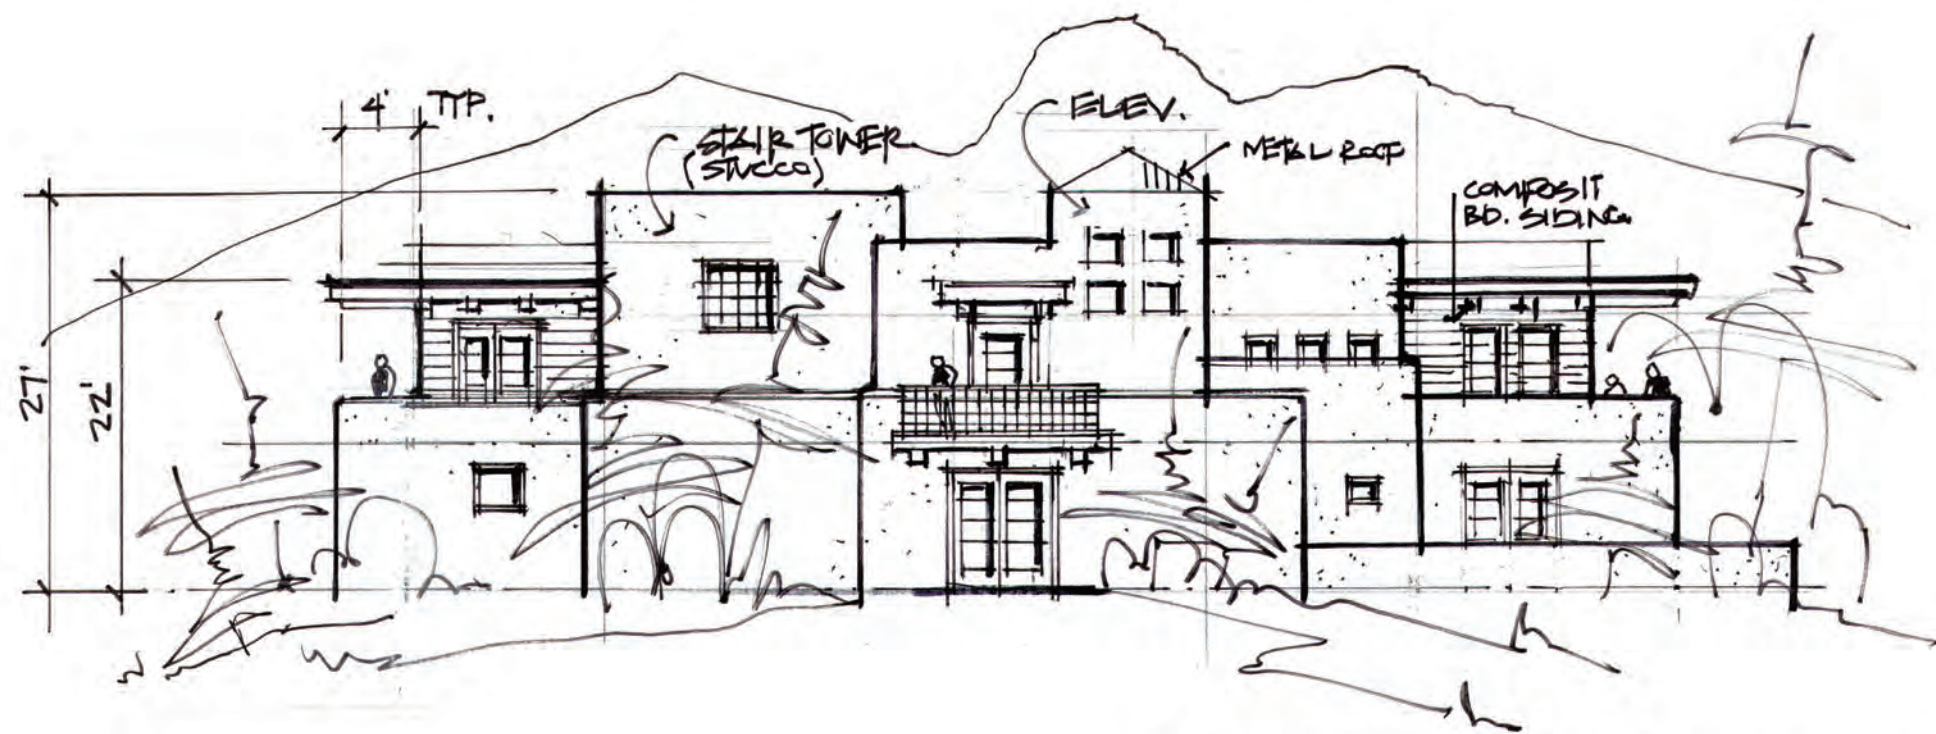 4' TYP.
STAIR TOWER
(STUCCO)
ELEV.
METAL ROOF
COMPOSIT
BD. SIDING
27'
22'